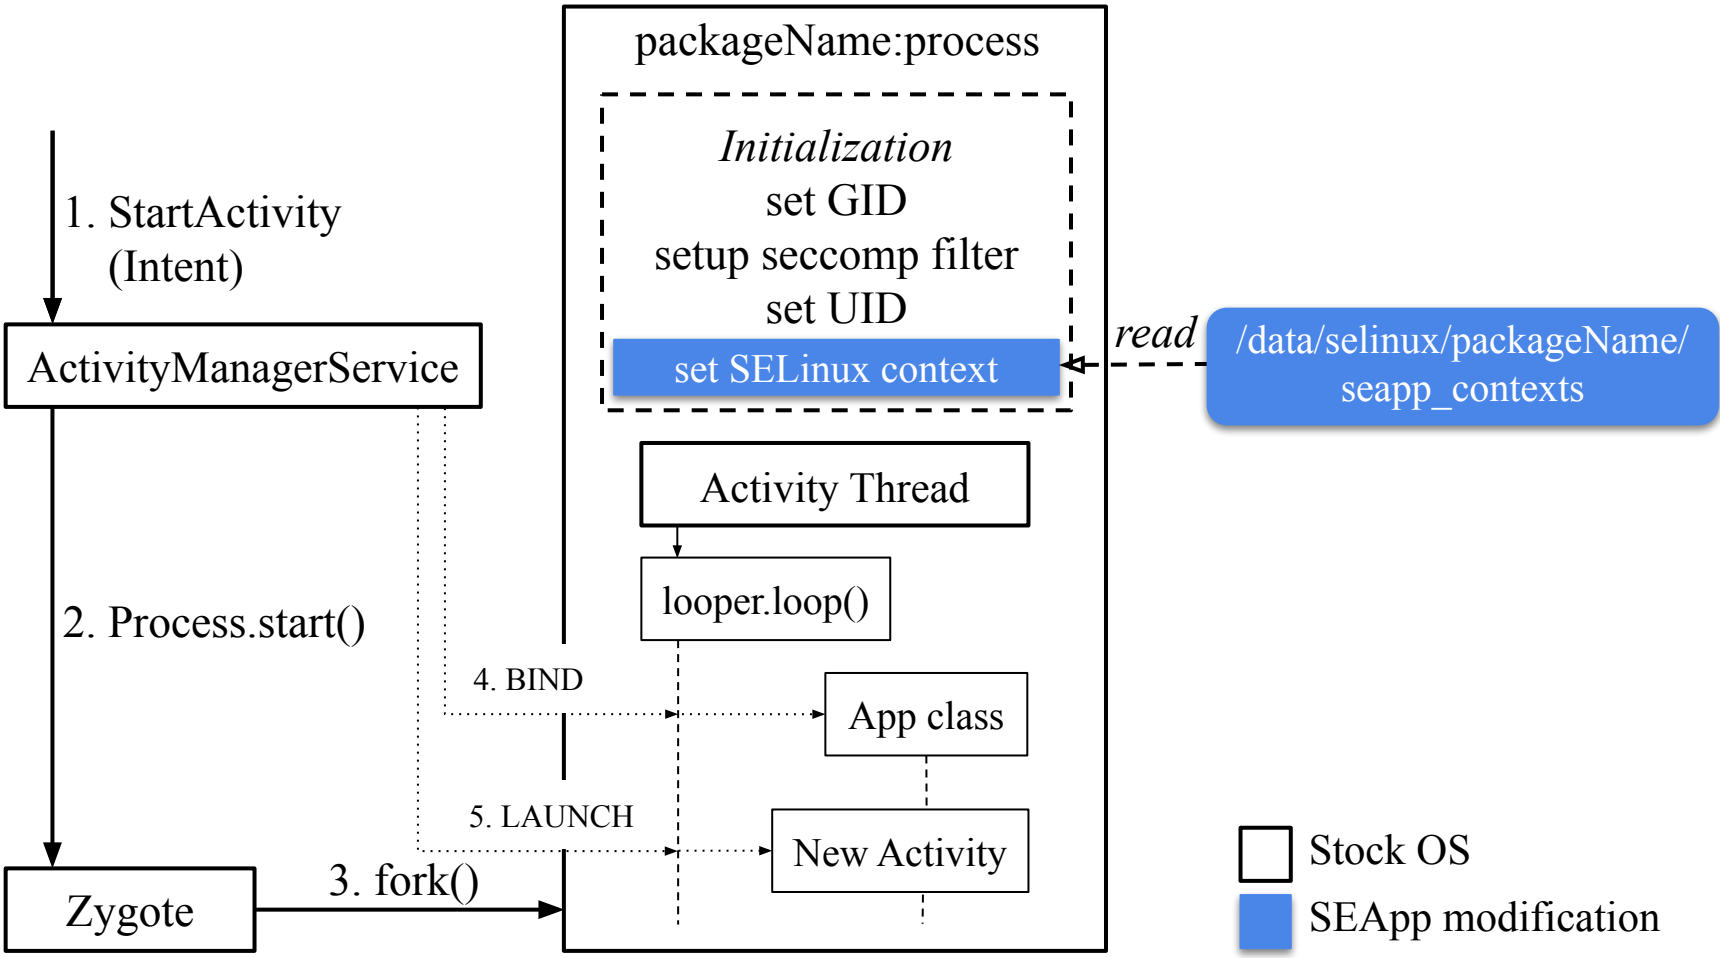 packageName:process
Initialization
set GID
setup seccomp filter
set UID
set SELinux context
read
/data/selinux/packageName/
seapp_contexts
1. StartActivity
(Intent)
ActivityManagerService
Activity Thread
looper.loop()
2. Process.start()
4. BIND
App class
5. LAUNCH
New Activity
3. fork()
Zygote
Stock OS
SEApp modification